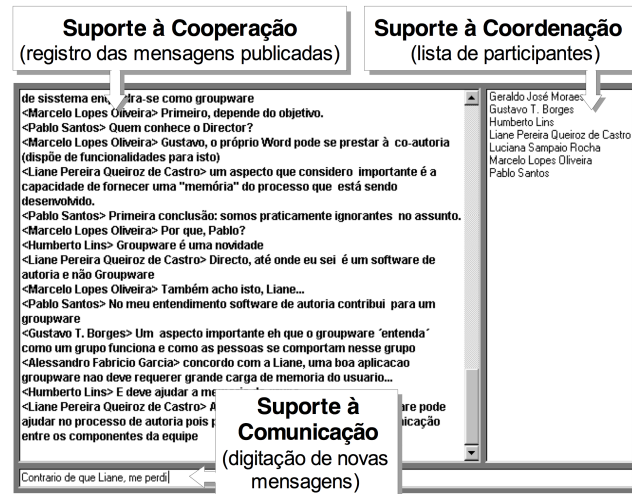 Suporte à Cooperação
(registro das mensagens publicadas)
Suporte à Coordenação
(lista de participantes)
de sisstema en dra-se como groupware
<Marcelo Lopes Oliveira> Primeiro, depende do objetivo.
<Pablo Santos> Quem conhece o Director?
<Marcelo Lopes Oliveira> Gustavo, o próprio Word pode se prestar à co-autoria
(dispõe de funcionalidades para isto)
<Liane Pereira Queiroz de Castro> um aspecto que considero importante é a
capacidade de fornecer uma "memória" do processo que está sendo
desenvolvido.
<Pablo Santos> Primeira conclusão: somos praticamente ignorantes no assunto.
<Marcelo Lopes Oliveira> Por que, Pablo?
<Humberto Lins> Groupware é uma novidade
<Liane Pereira Queiroz de Castro> Directo, até onde eu sei é um software de
autoria e não Groupware
<Marcelo Lopes Oliveira> Também acho isto, Liane...
<Pablo Santos> No meu entendimento software de autoria contribui para um
groupware
<Gustavo T. Borges> Um aspecto importante eh que o groupware ´entenda´
como um grupo funciona e como as pessoas se comportam nesse grupo
<Alessandro Fabricio Garcia> concordo com a Liane, uma boa aplicacao
groupware nao deve requerer grande carga de memoria do usuario...
<Humberto Lins> E deve ajudar a
<Liane Pereira Queiroz de Castro> pode
ajudar no processo de autoria pois
entre os componentes da equipe
Geraldo José Moraes
Gustavo T. Borges
Humberto Lins
Liane Pereira Queiroz de Castro
Luciana Sampaio Rocha
Marcelo Lopes Oliveira
Pablo Santos
Suporte à
Comunicação
(digitação de novas
mensagens)
Contrario de que Liane, me perdi